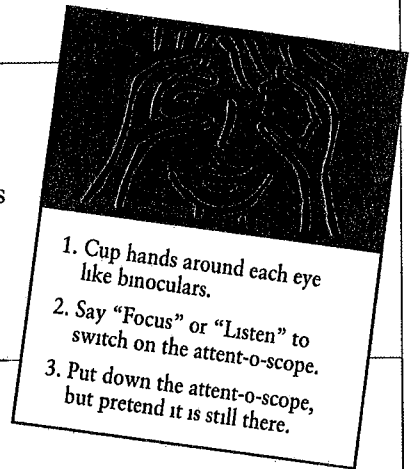 s
1. Cup hands around each eye
like binoculars.
2. Say “Focus” or “Listen” to
switch on the attent-o-scope.
3. Put down the attent-o-scope,
but pretend it is still there.